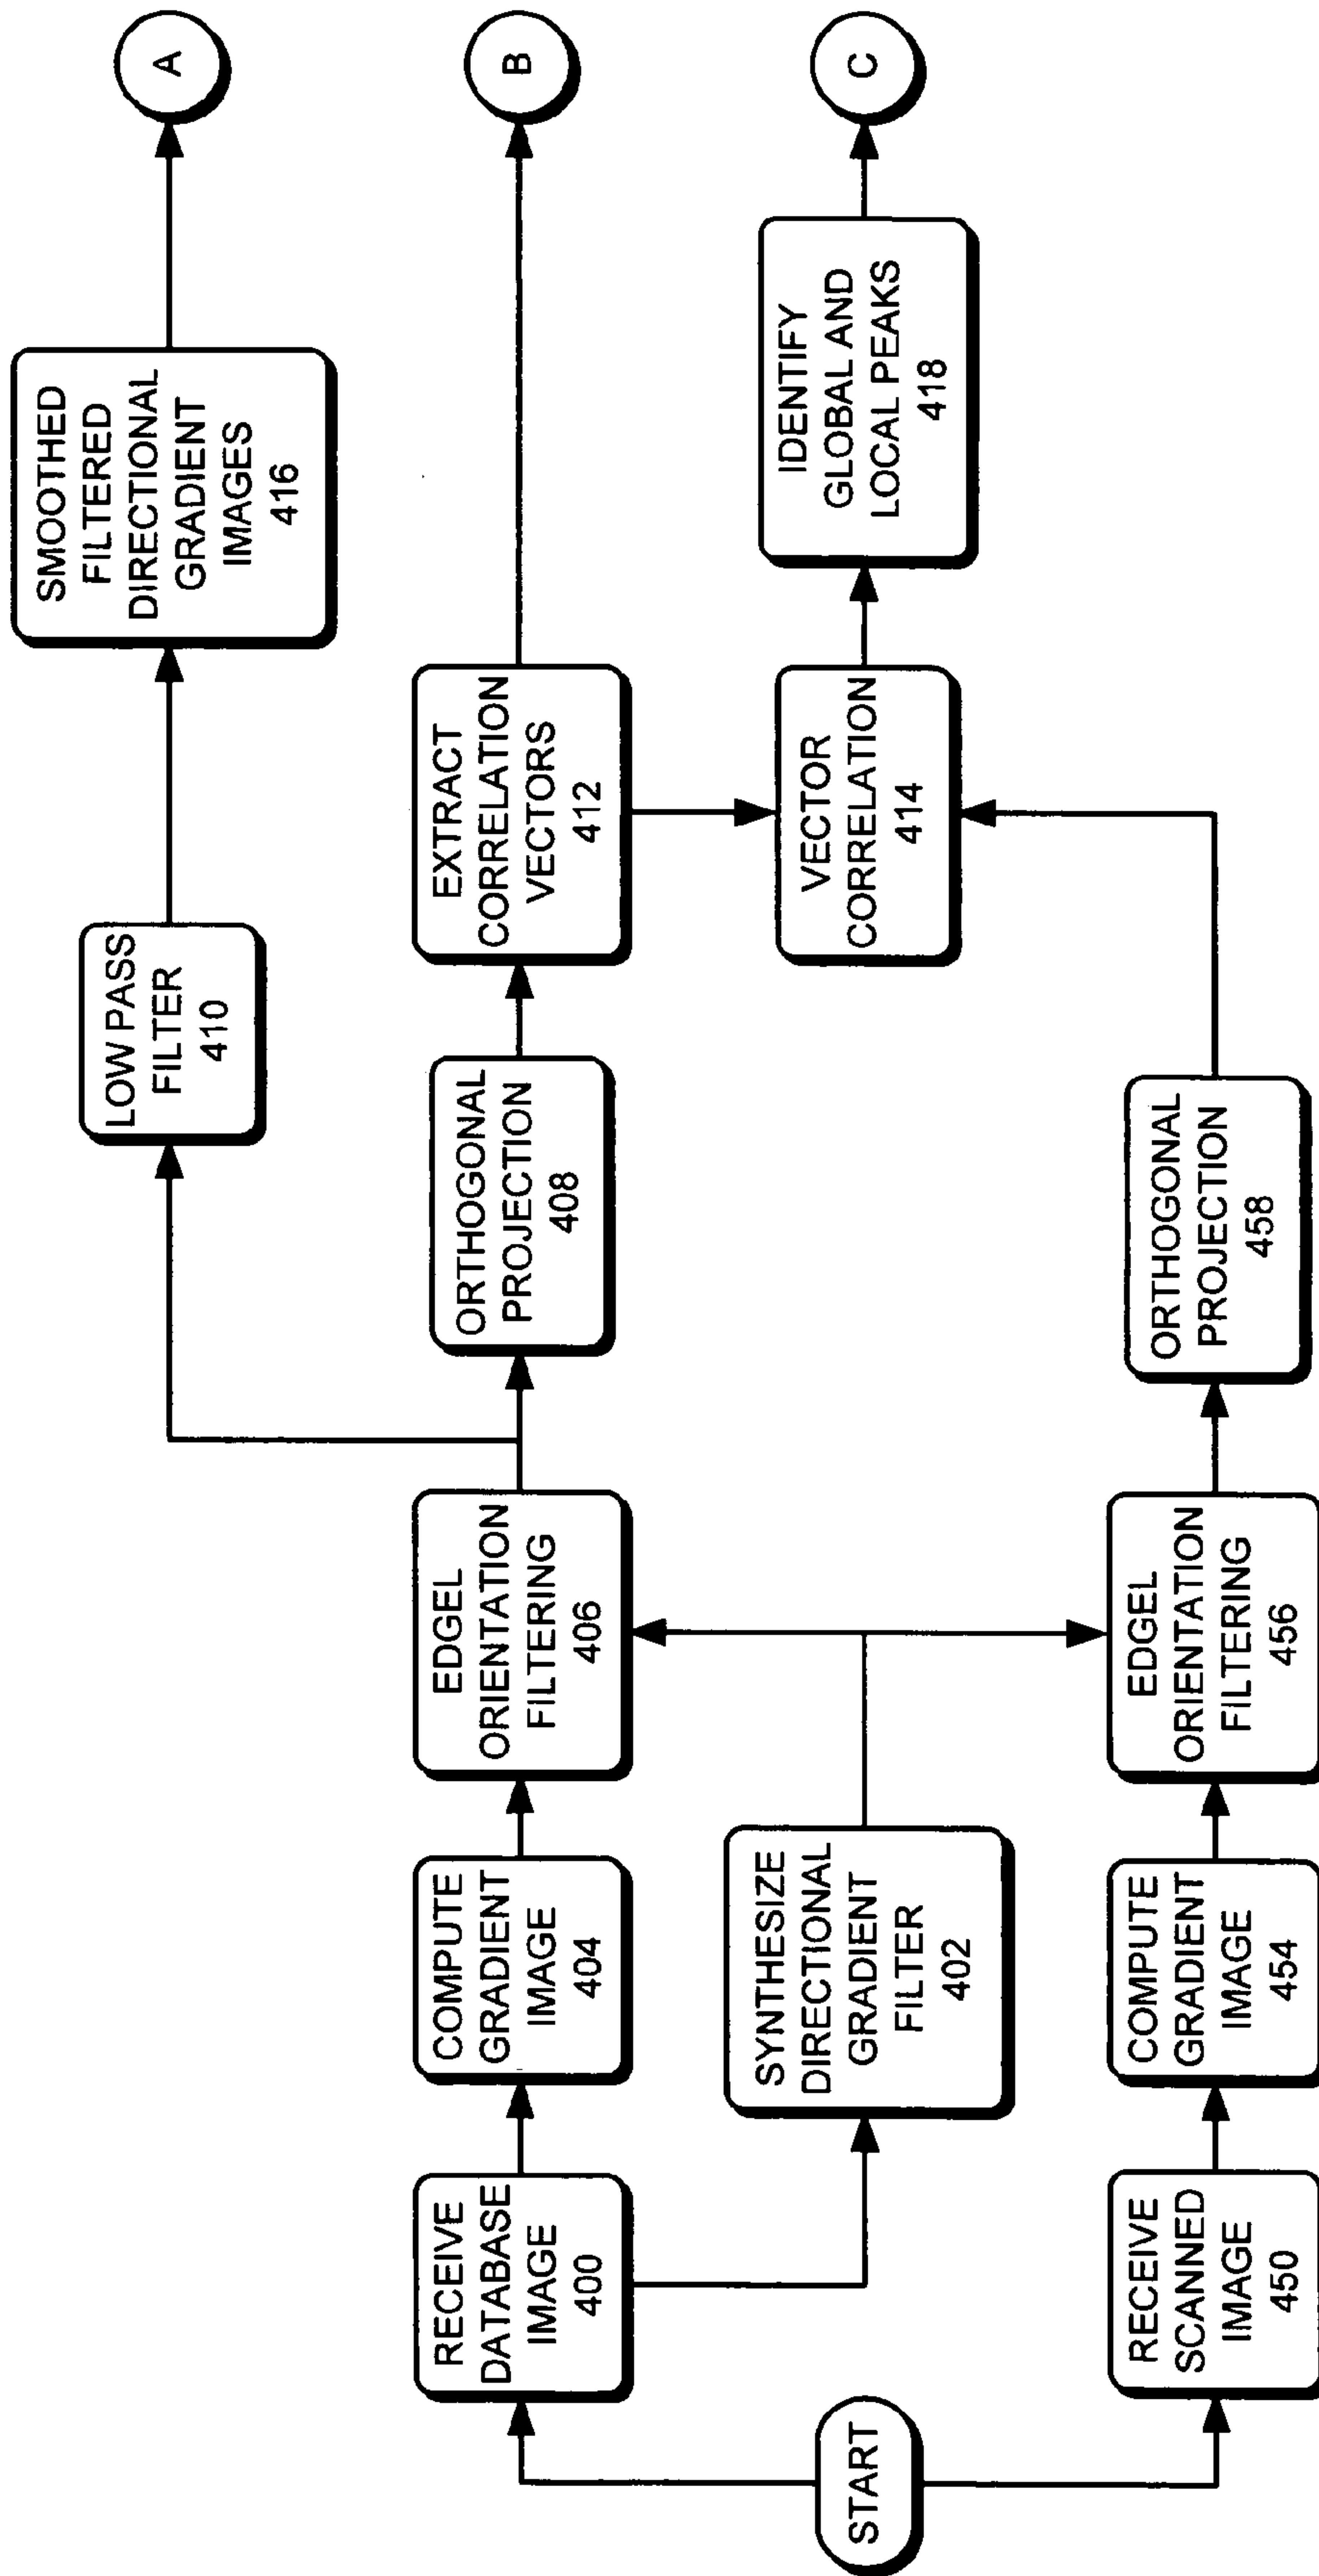 START
RECEIVE
DATABASE
IMAGE
400
COMPUTE
GRADIENT
IMAGE
404
EDGEL
ORIENTATION
FILTERING
406
LOW PASS
FILTER
410
SMOOTHED
FILTERED
DIRECTIONAL
GRADIENT
IMAGES
416
A
ORTHOGONAL
PROJECTION
408
EXTRACT
CORRELATION
VECTORS
412
B
SYNTHESIZE
DIRECTIONAL
GRADIENT
FILTER
402
VECTOR
CORRELATION
414
IDENTIFY
GLOBAL AND
LOCAL PEAKS
418
C
RECEIVE
SCANNED
IMAGE
450
COMPUTE
GRADIENT
IMAGE
454
EDGEL
ORIENTATION
FILTERING
456
ORTHOGONAL
PROJECTION
458